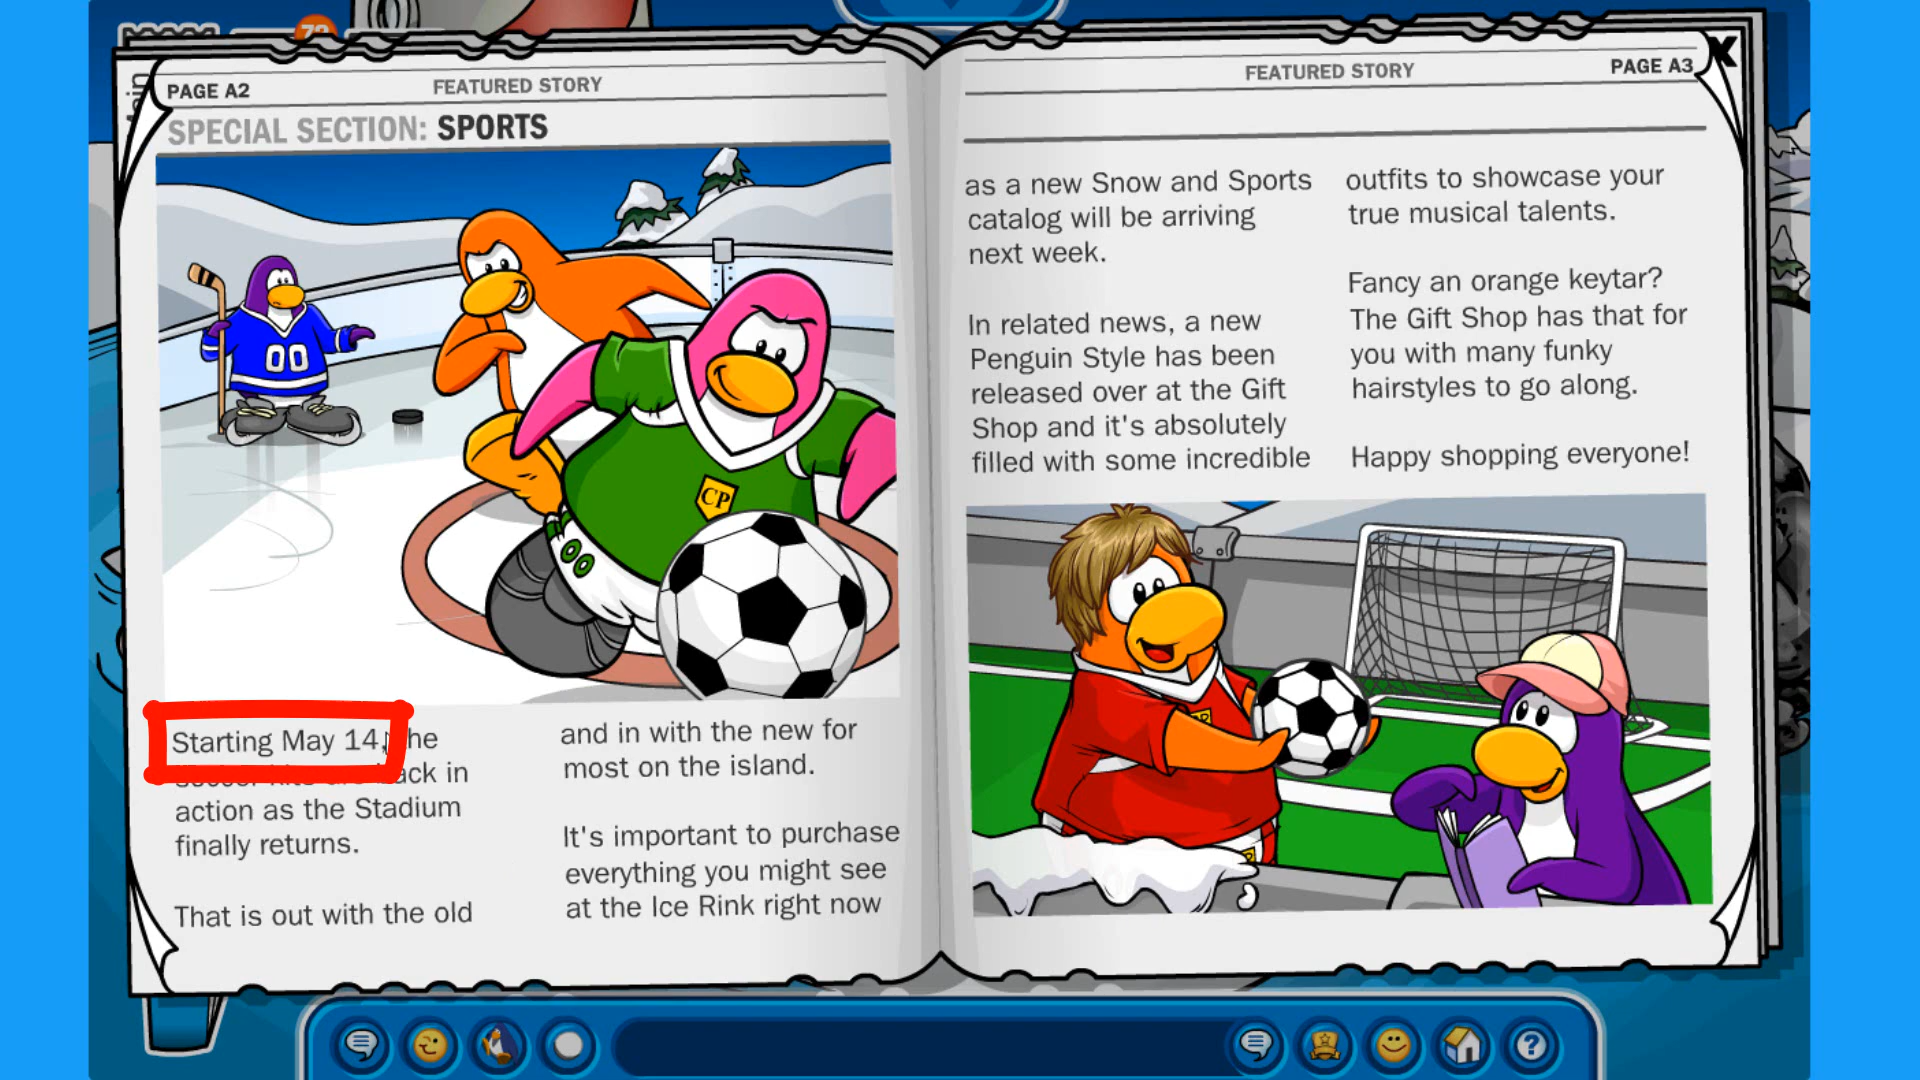 72
PAGE A2
FEATURED STORY
SPECIAL SECTION: SPORTS
00
CP
00
Starting May 14, the
back in
action as the Stadium
finally returns.
That is out with the old
and in with the new for
most on the island.
It's important to purchase
everything you might see
at the Ice Rink right now
FEATURED STORY
PAGE A3
X
as a new Snow and Sports
catalog will be arriving
next week.
In related news, a new
Penguin Style has been
released over at the Gift
Shop and it's absolutely
filled with some incredible
outfits to showcase your
true musical talents.
Fancy an orange keytar?
The Gift Shop has that for
you with many funky
hairstyles to go along.
Happy shopping everyone!
?